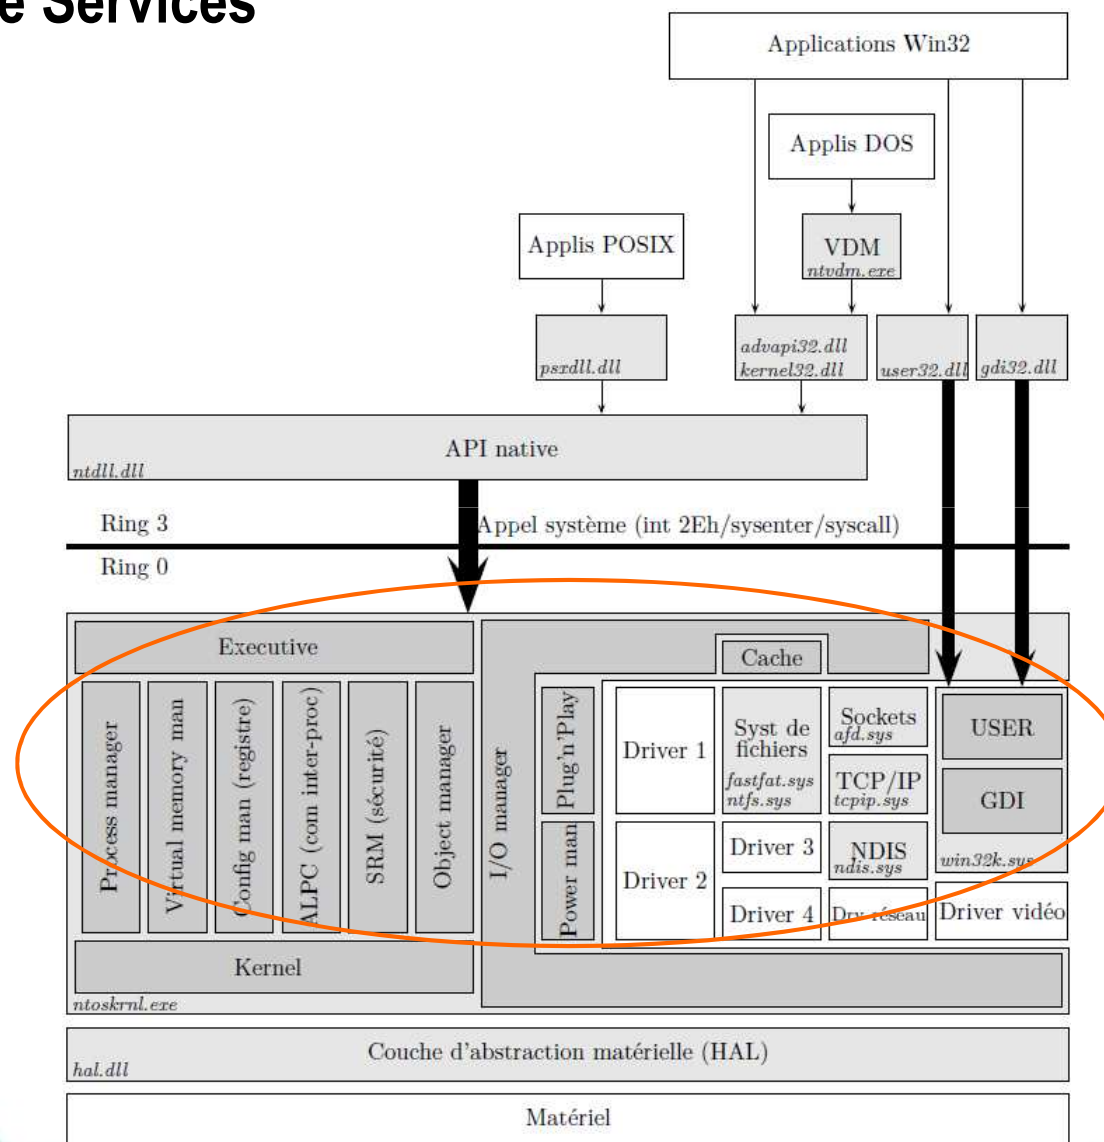 e Services
Applications Win32
Applis DOS
Applis POSIX
VDM
ntvdm.exe
psxdll.dll
advapi32.dll
kernel32.dll
user32.dll
gdi32.dll
API native
ntdll.dll
Ring 3
Appel système (int 2Eh/sysenter/syscall)
Ring 0
Executive
Process manager
Virtual memory man
Config man (registre)
ALPC (com inter-proc)
SRM (sécurité)
Object manager
I/O manager
Cache
Plug'n'Play
Power man
Driver 1
Driver 2
Syst de
fichiers
fastfat.sys
ntfs.sys
Driver 3
Driver 4
Sockets
afd.sys
TCP/IP
tcpip.sys
NDIS
ndis.sys
Drv réseau
USER
GDI
win32k.sys
Driver vidéo
Kernel
ntoskrnl.exe
Couche d'abstraction matérielle (HAL)
hal.dll
Matériel